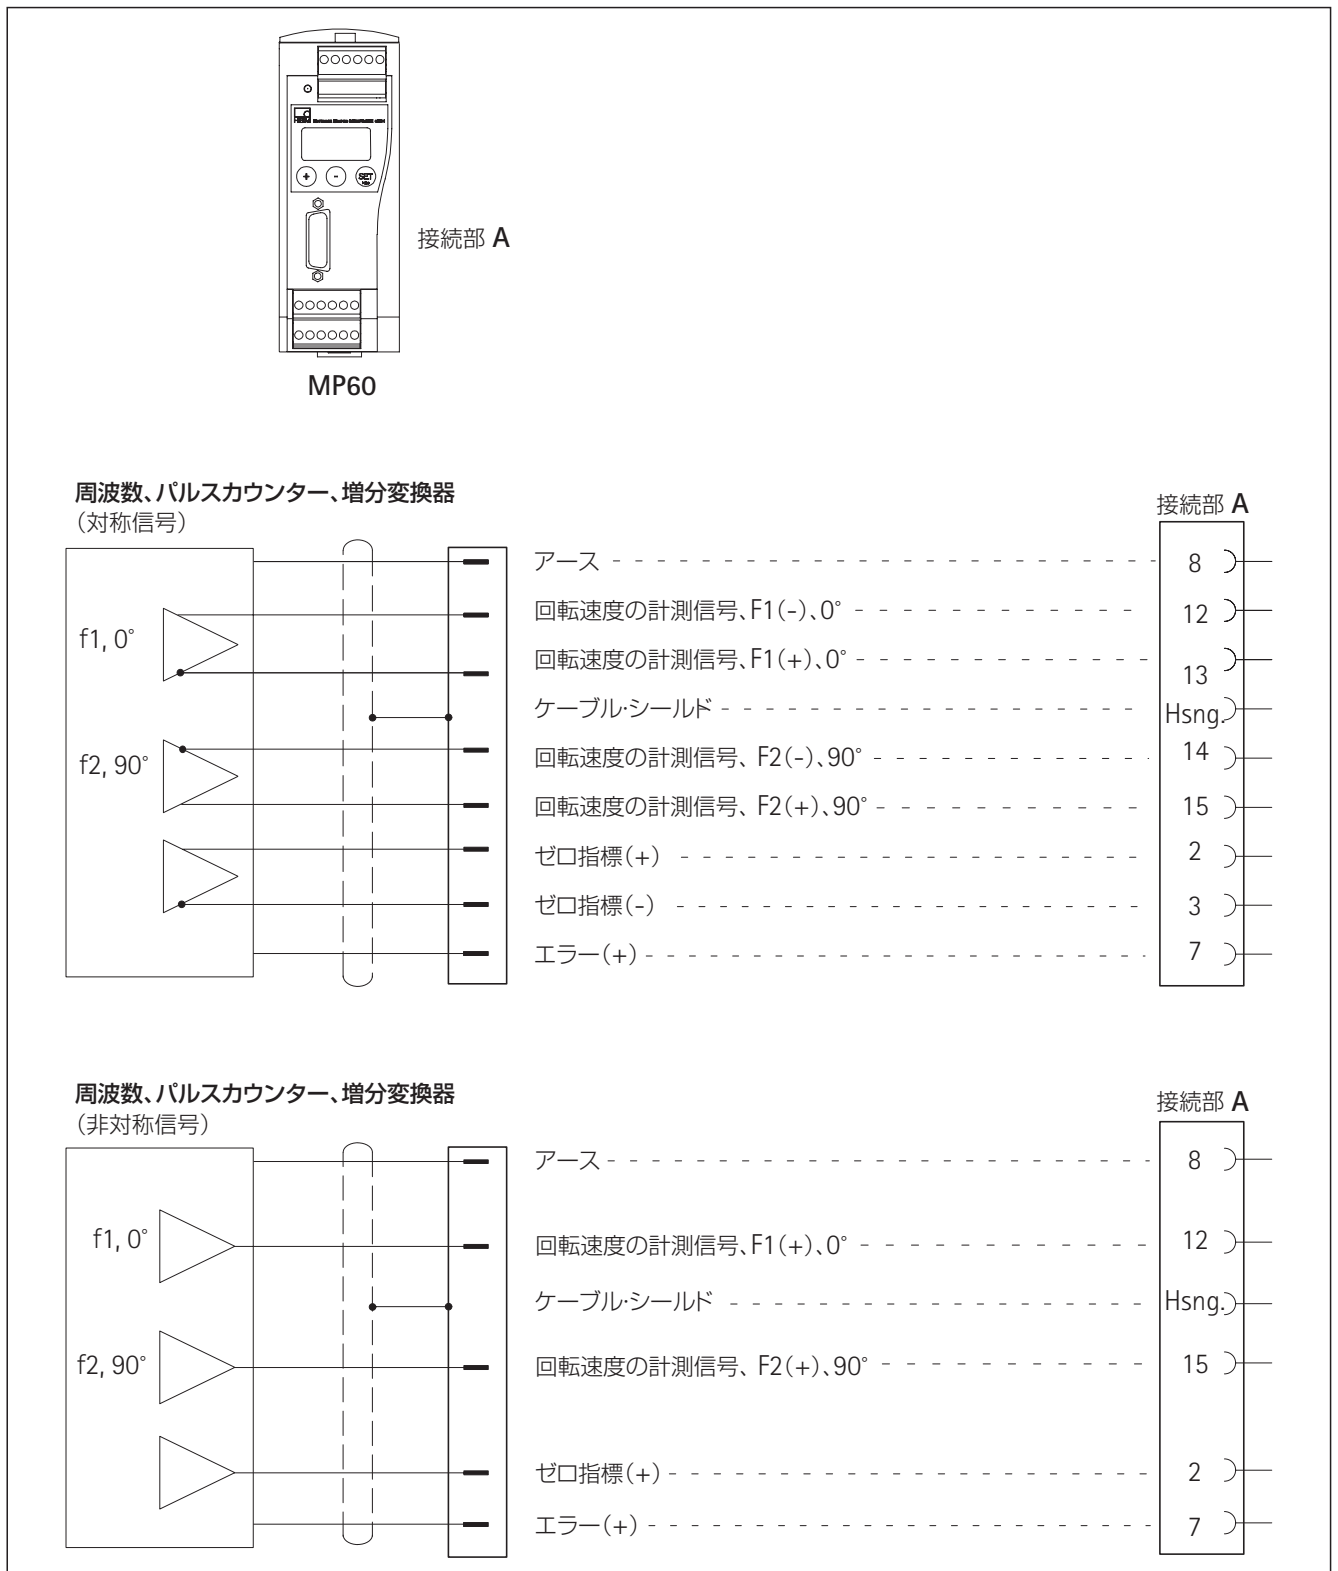 +
-
SET
接続部 A
MP60
周波数、パルスカウンター、増分変換器
（対称信号）
接続部 A
f1, 0°
f2, 90°
アース 8
回転速度の計測信号、F1(-)、0° 12
回転速度の計測信号、F1(+)、0° 13
ケーブル・シールド Hsng.
回転速度の計測信号、F2(-)、90° 14
回転速度の計測信号、F2(+)、90° 15
ゼロ指標(+) 2
ゼロ指標(-) 3
エラー(+) 7
周波数、パルスカウンター、増分変換器
（非対称信号）
接続部 A
f1, 0°
f2, 90°
アース 8
回転速度の計測信号、F1(+)、0° 12
ケーブル・シールド Hsng.
回転速度の計測信号、F2(+)、90° 15
ゼロ指標(+) 2
エラー(+) 7